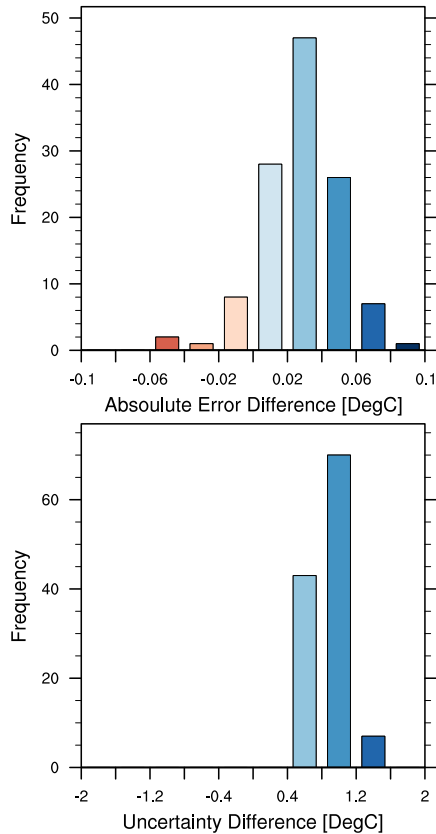 50
40
30
20
10
0
Frequency
-0.1 -0.06 -0.02 0.02 0.06 0.1
Absoulute Error Difference [DegC]
60
40
20
0
Frequency
-2 -1.2 -0.4 0.4 1.2 2
Uncertainty Difference [DegC]